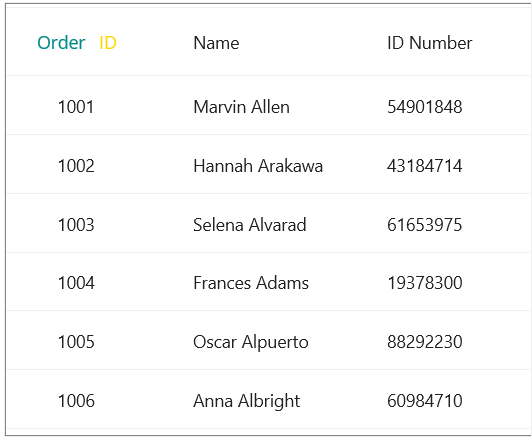 Order ID Name ID Number
1001 Marvin Allen 54901848
1002 Hannah Arakawa 43184714
1003 Selena Alvarad 61653975
1004 Frances Adams 19378300
1005 Oscar Alpuerto 88292230
1006 Anna Albright 60984710